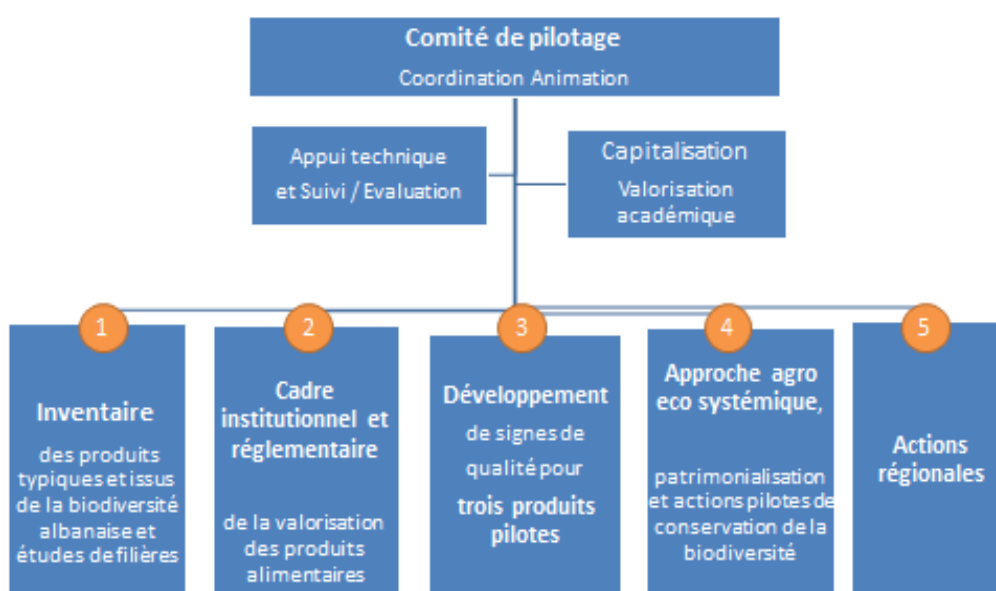 Comité de pilotage
Coordination Animation
Appui technique
et Suivi / Evaluation
Capitalisation
Valorisation
académique
1
Inventaire
des produits
typiques et issus
de la biodiversité
albanaise et
études de filières
2
Cadre
institutionnel et
réglementaire
de la valorisation
des produits
alimentaires
3
Développement
de signes de
qualité pour
trois produits
pilotes
4
Approche agro
eco systémique,
patrimonialisation
et actions pilotes de
conservation de la
biodiversité
5
Actions
régionales